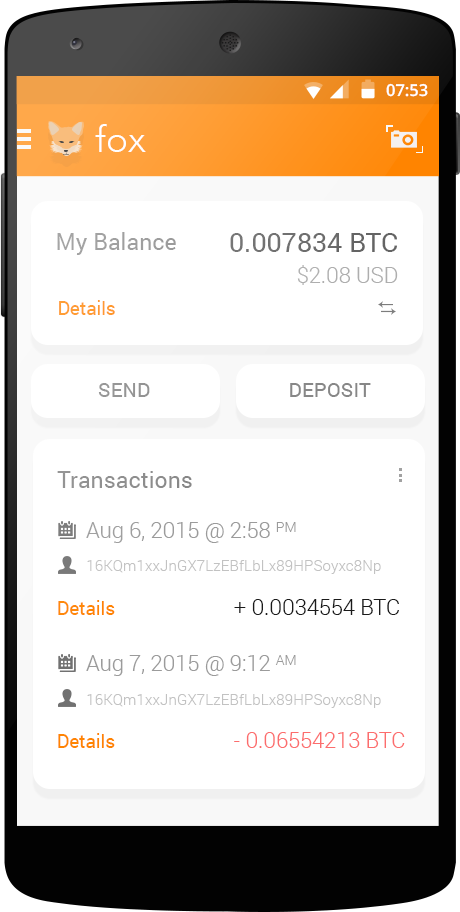 07:53
fox
My Balance 0.007834 BTC
$2.08 USD
Details
SEND DEPOSIT
Transactions
Aug 6, 2015 @ 2:58 PM
16KQm1xxJnGX7LzEBfLbLx89HPSoyxc8Np
Details + 0.0034554 BTC
Aug 7, 2015 @ 9:12 AM
16KQm1xxJnGX7LzEBfLbLx89HPSoyxc8Np
Details - 0.06554213 BTC